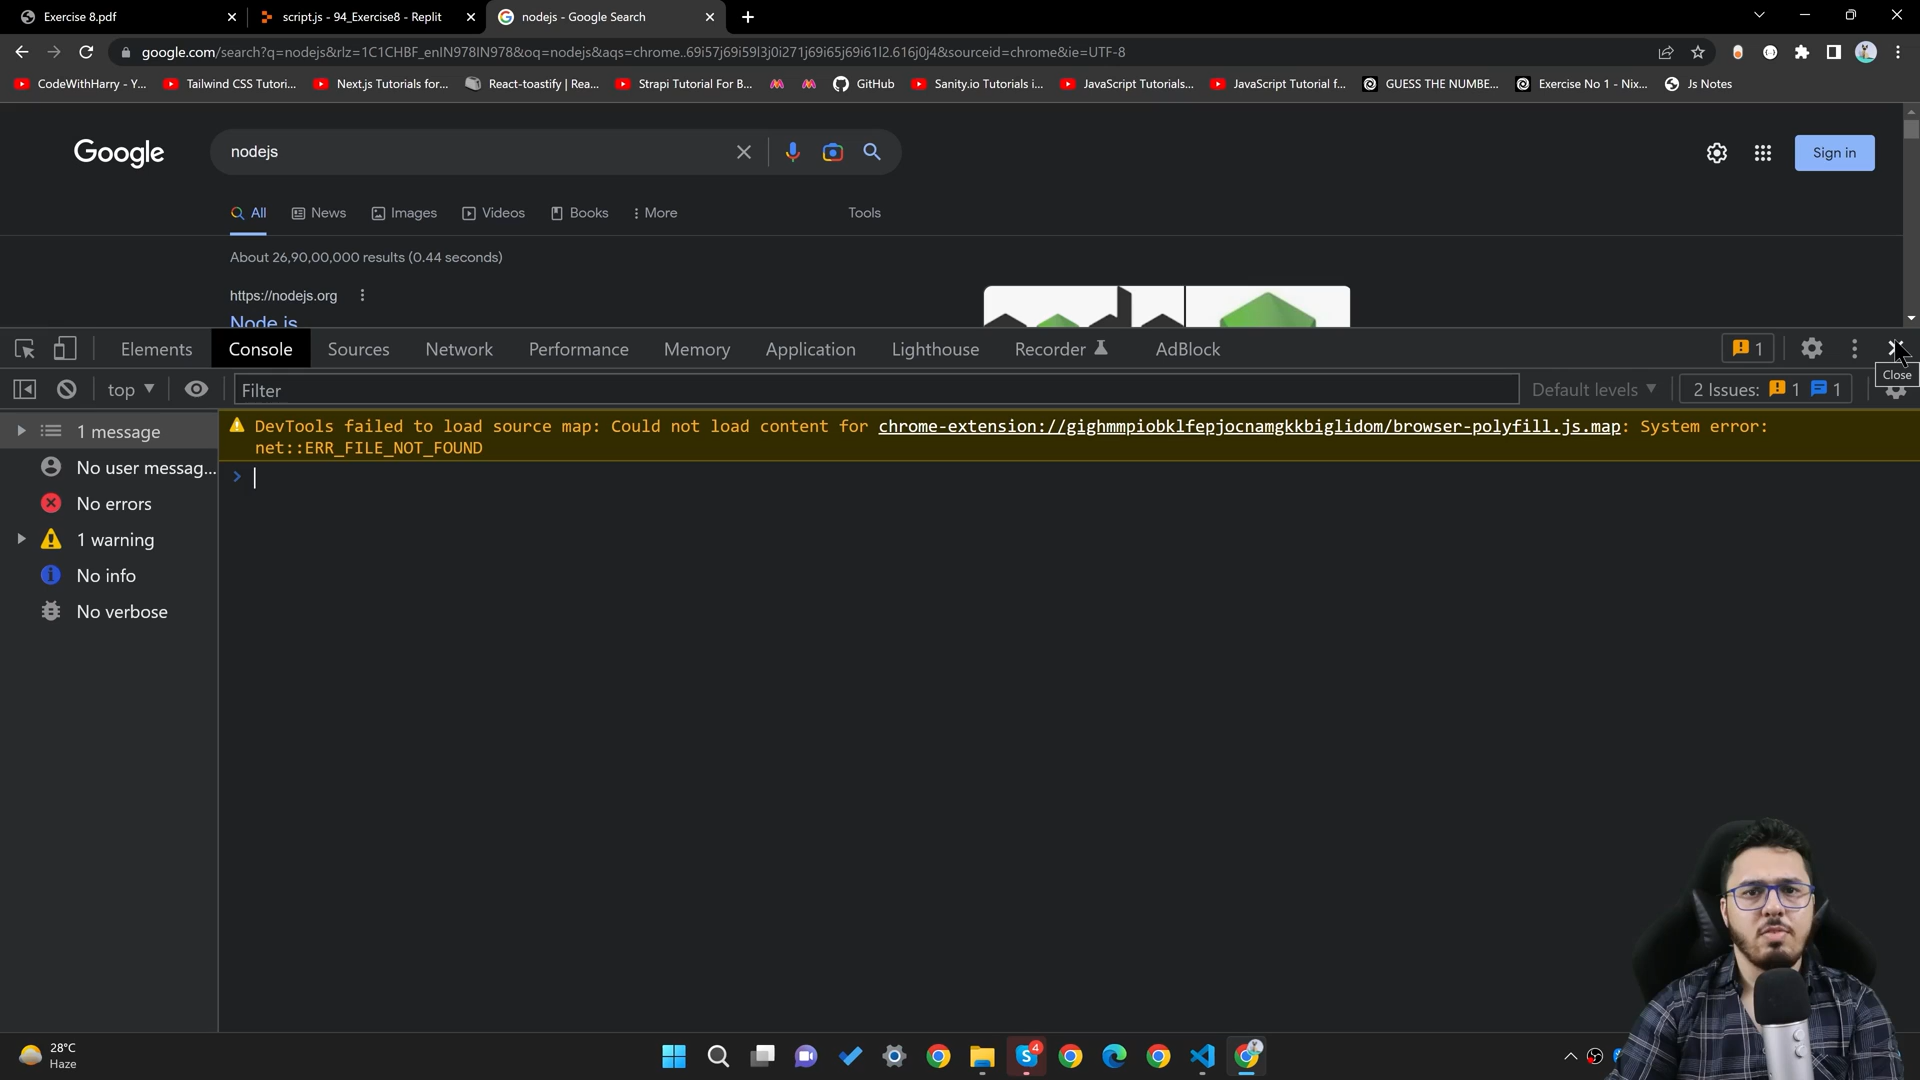 Exercise 8.pdf
script.js - 94_Exercise8 - Replit
nodejs - Google Search
google.com/search?q=nodejs&rlz=1C1CHBF_enIN978IN978&oq=nodejs&aqs=chrome..69i57j69i59l3j0i271j69i65j69i61l2.616j0j4&sourceid=chrome&ie=UTF-8
CodeWithHarry - Y...
Tailwind CSS Tutori...
Next.js Tutorials for...
React-toastify | Rea...
Strapi Tutorial For B...
GitHub
Sanity.io Tutorials i...
JavaScript Tutorials...
JavaScript Tutorial f...
GUESS THE NUMBE...
Exercise No 1 - Nix...
Js Notes
Google
nodejs
Sign in
All
News
Images
Videos
Books
More
Tools
About 26,90,00,000 results (0.44 seconds)
https://nodejs.org
Node.js
Elements
Console
Sources
Network
Performance
Memory
Application
Lighthouse
Recorder
AdBlock
1
Close
top
Filter
Default levels
2 Issues: 1 1
1 message
No user messag...
No errors
1 warning
No info
No verbose
DevTools failed to load source map: Could not load content for chrome-extension://gighmmpiobklfepjocnamgkkbiglidom/browser-polyfill.js.map: System error:
net::ERR_FILE_NOT_FOUND
28°C
Haze
4